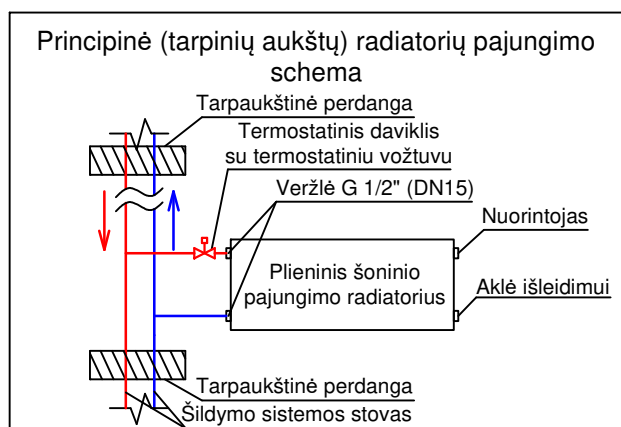 Principinė (tarpinių aukštų) radiatorių pajungimo
schema
Tarpaukštinė perdanga
Termostatinis daviklis
su termostatiniu vožtuvu
Veržlė G 1/2" (DN15)
Nuorintojas
Plieninis šoninio
pajungimo radiatorius
Aklė išleidimui
Tarpaukštinė perdanga
Šildymo sistemos stovas